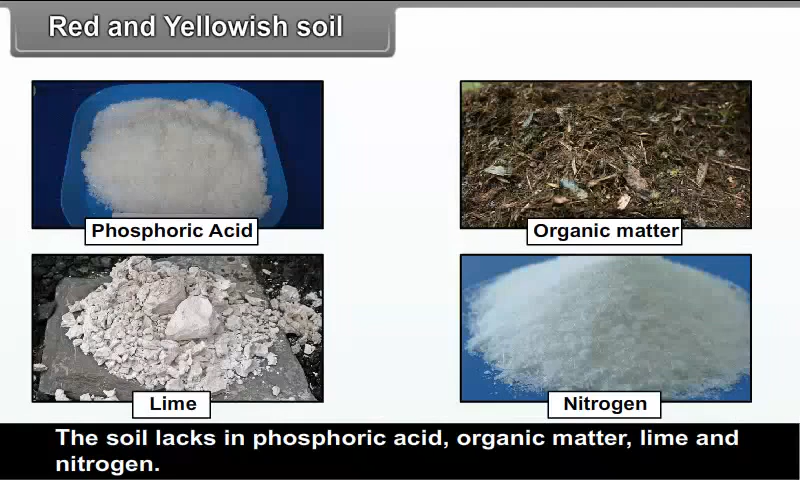 Red and Yellowish soil
Phosphoric Acid
Organic matter
Lime
Nitrogen
The soil lacks in phosphoric acid, organic matter, lime and
nitrogen.